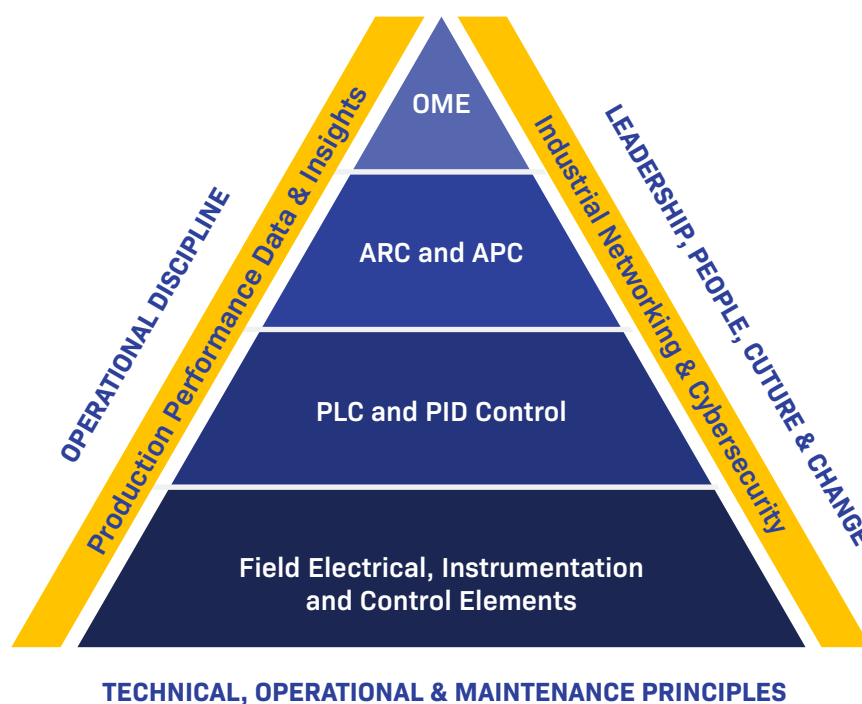 OME
ARC and APC
PLC and PID Control
Field Electrical, Instrumentation
and Control Elements
Production Performance Data & Insights
Industrial Networking & Cybersecurity
OPERATIONAL DISCIPLINE
LEADERSHIP, PEOPLE, CUTURE & CHANGE
TECHNICAL, OPERATIONAL & MAINTENANCE PRINCIPLES